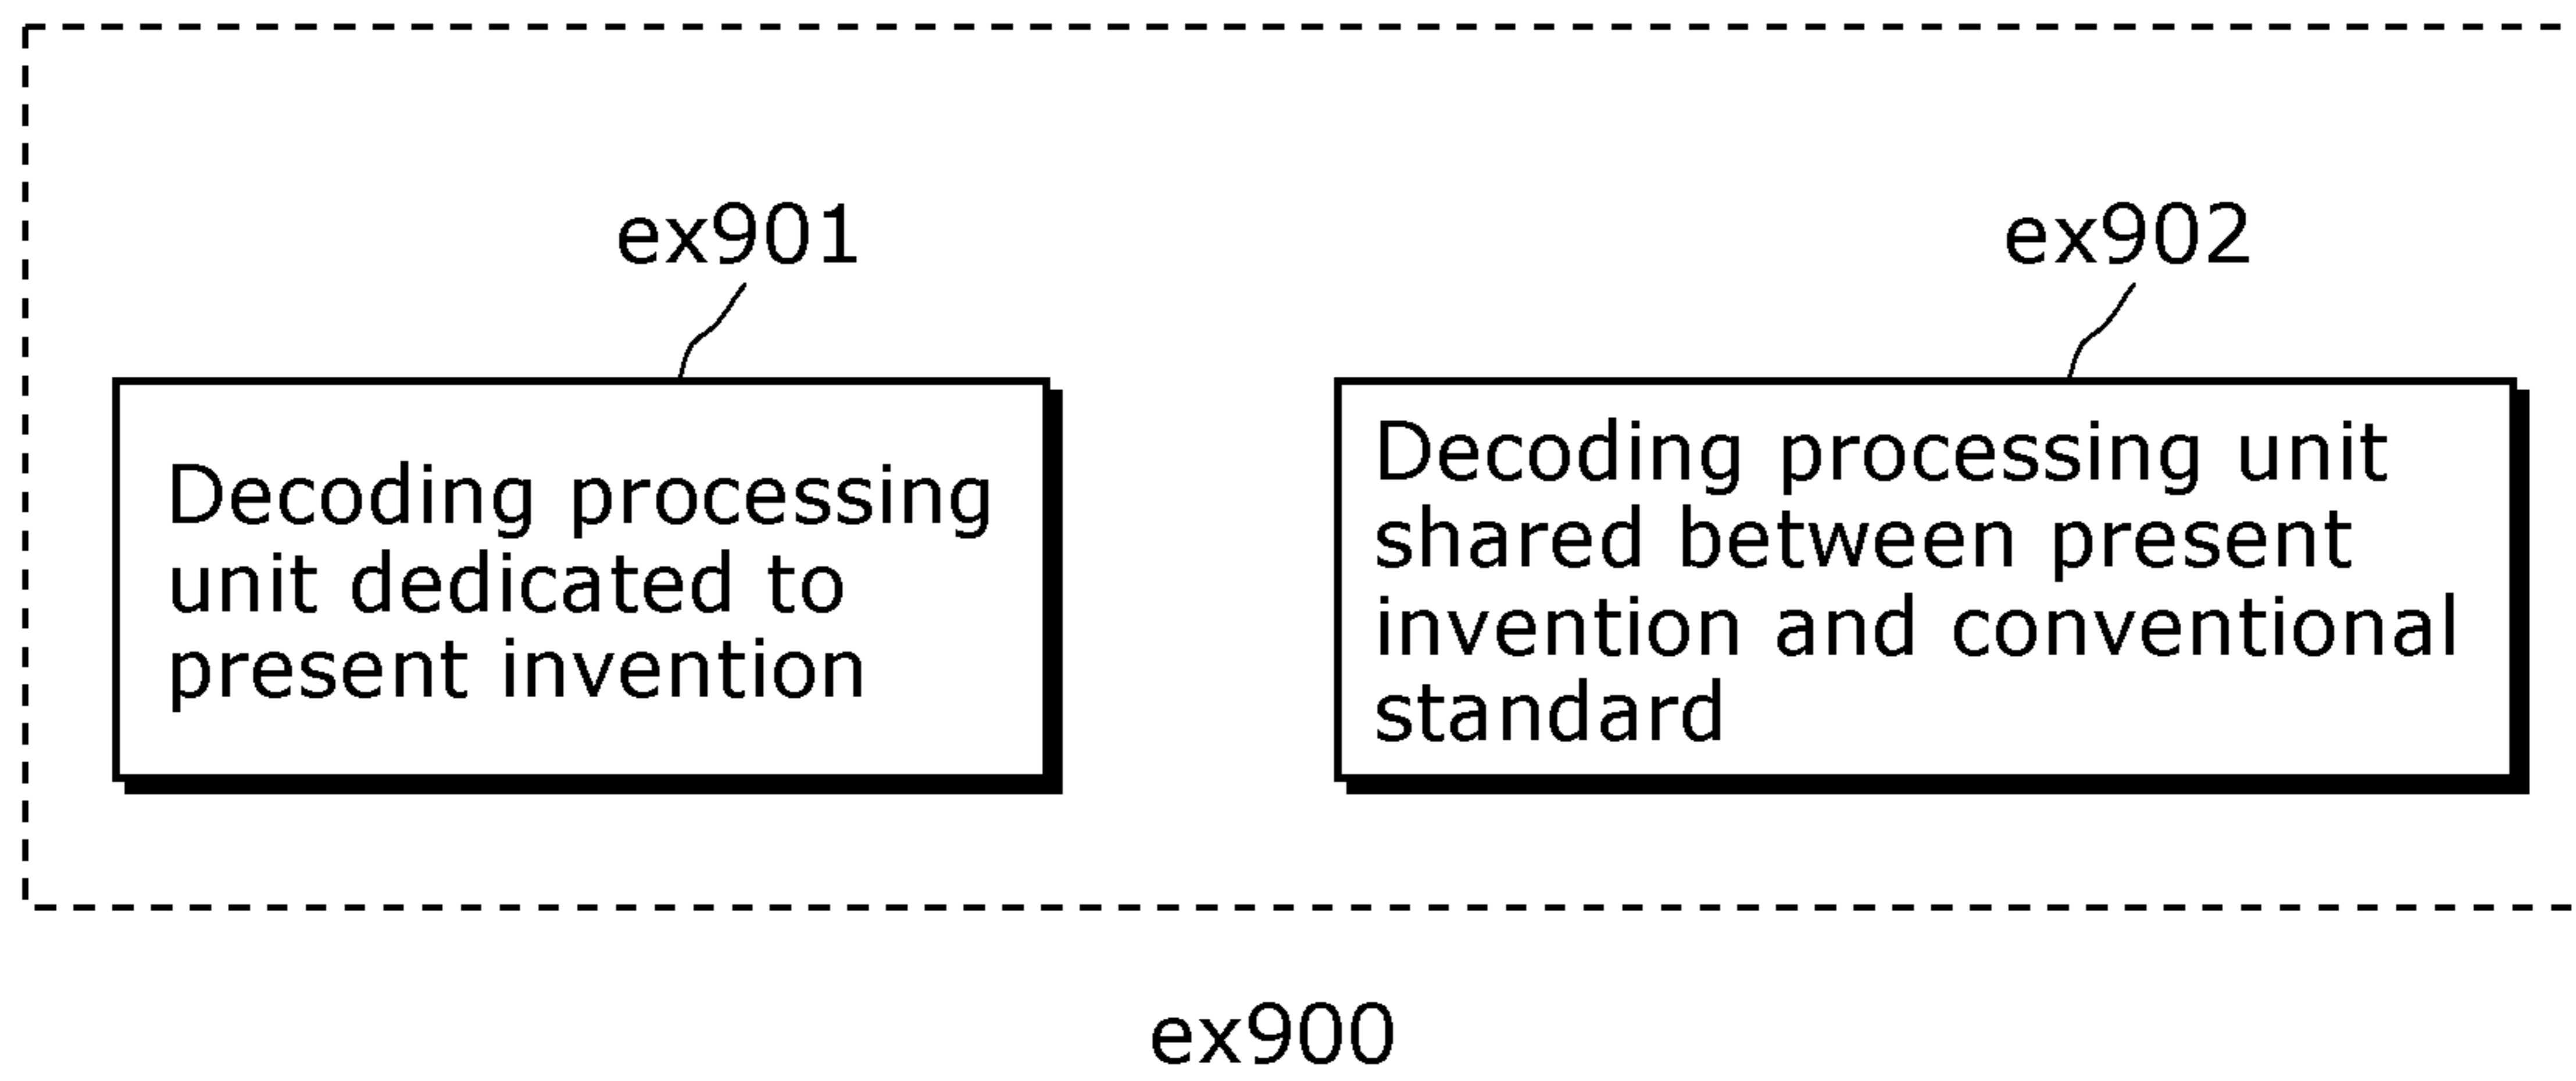 ex901
Decoding processing
unit dedicated to
present invention
ex902
Decoding processing unit
shared between present
invention and conventional
standard
ex900